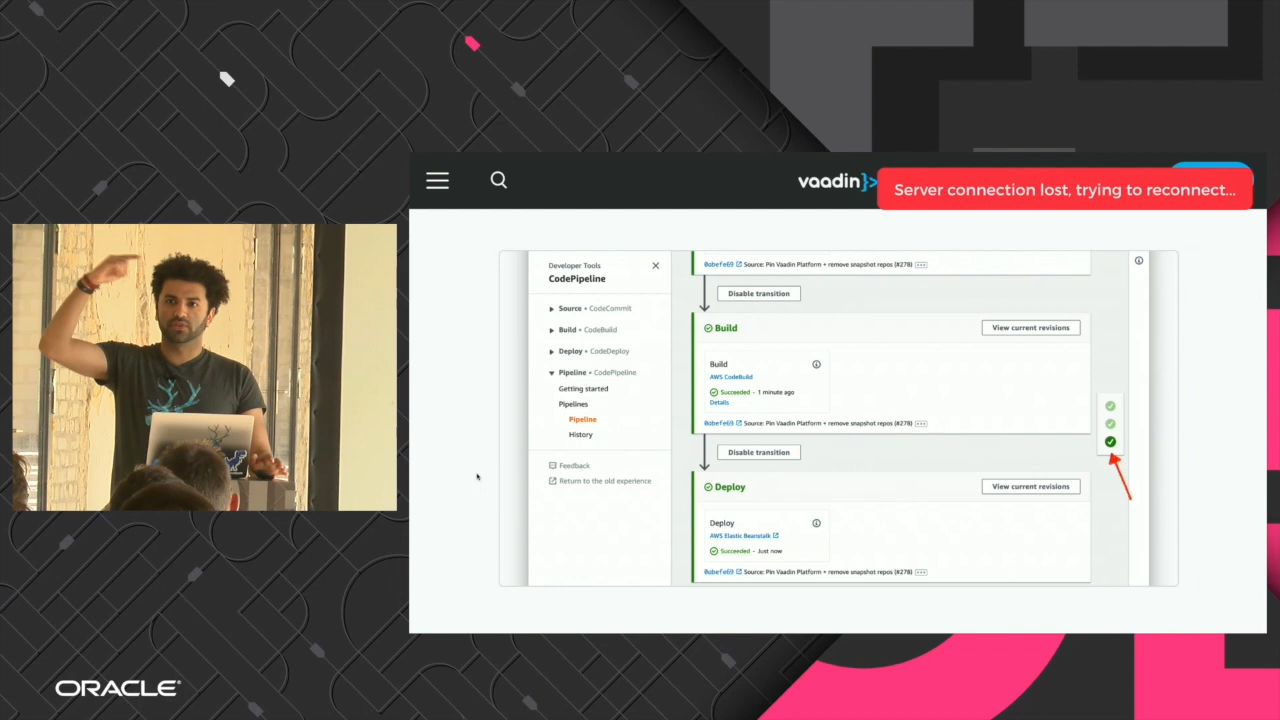 vaadin}>
Server connection lost, trying to reconnect...
Developer Tools
CodePipeline
Source • CodeCommit
Build • CodeBuild
Deploy • CodeDeploy
Pipeline • CodePipeline
Getting started
Pipelines
Pipeline
History
Feedback
Return to the old experience
0abefe69 Source: Pin Vaadin Platform + remove snapshot repos (#278)
Disable transition
Build
View current revisions
Build
AWS CodeBuild
Succeeded - 1 minute ago
Details
0abefe69 Source: Pin Vaadin Platform + remove snapshot repos (#278)
Disable transition
Deploy
View current revisions
Deploy
AWS Elastic Beanstalk
Succeeded - Just now
0abefe69 Source: Pin Vaadin Platform + remove snapshot repos (#278)
ORACLE